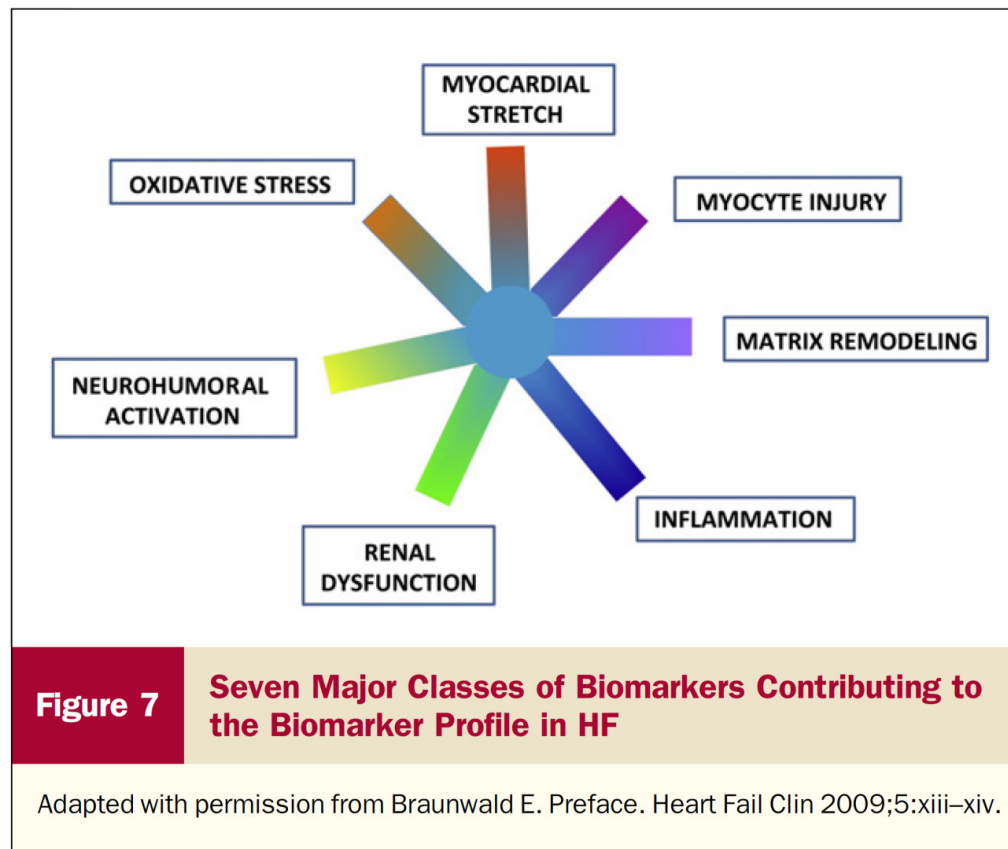 MYOCARDIAL
STRETCH
OXIDATIVE STRESS
MYOCYTE INJURY
MATRIX REMODELING
NEUROHUMORAL
ACTIVATION
INFLAMMATION
RENAL
DYSFUNCTION
Figure 7
Seven Major Classes of Biomarkers Contributing to
the Biomarker Profile in HF
Adapted with permission from Braunwald E. Preface. Heart Fail Clin 2009;5:xiii–xiv.